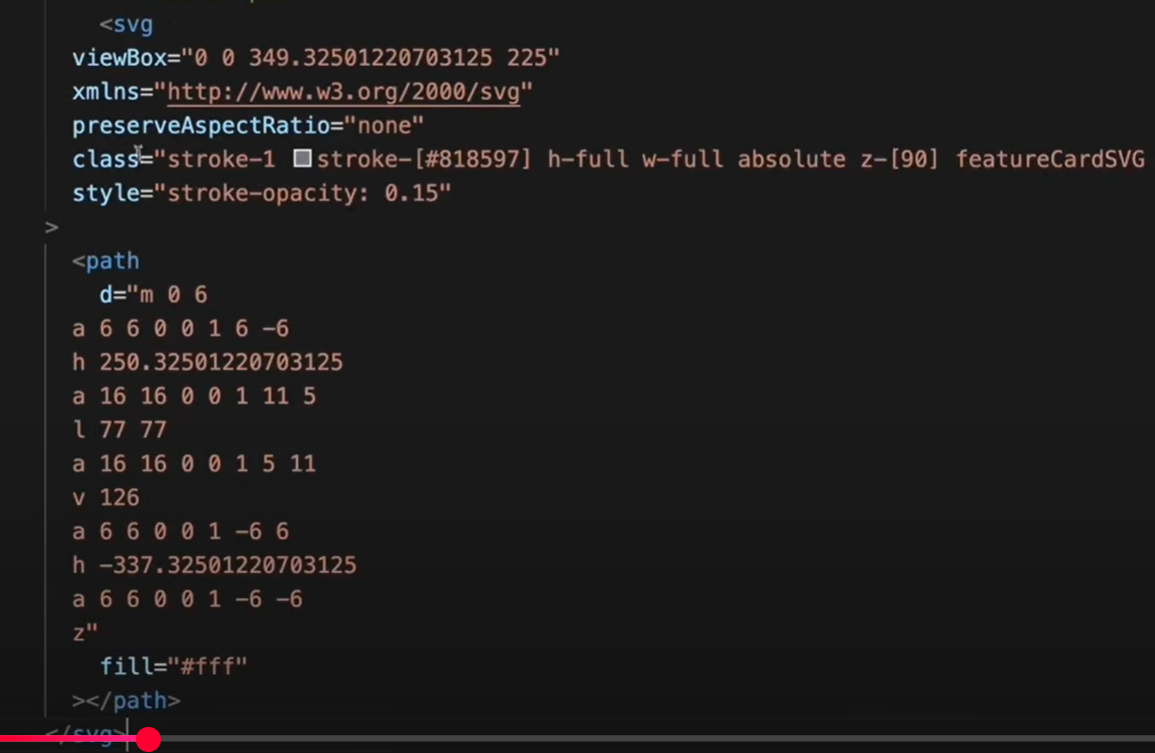 <svg
viewBox="0 0 349.32501220703125 225"
xmlns="http://www.w3.org/2000/svg"
preserveAspectRatio="none"
class="stroke-1 stroke-[#818597] h-full w-full absolute z-[90] featureCardSVG
style="stroke-opacity: 0.15"
>
<path
d="m 0 6
a 6 6 0 0 1 6 -6
h 250.32501220703125
a 16 16 0 0 1 11 5
l 77 77
a 16 16 0 0 1 5 11
v 126
a 6 6 0 0 1 -6 6
h -337.32501220703125
a 6 6 0 0 1 -6 -6
z"
fill="#fff"
></path>
</svg>